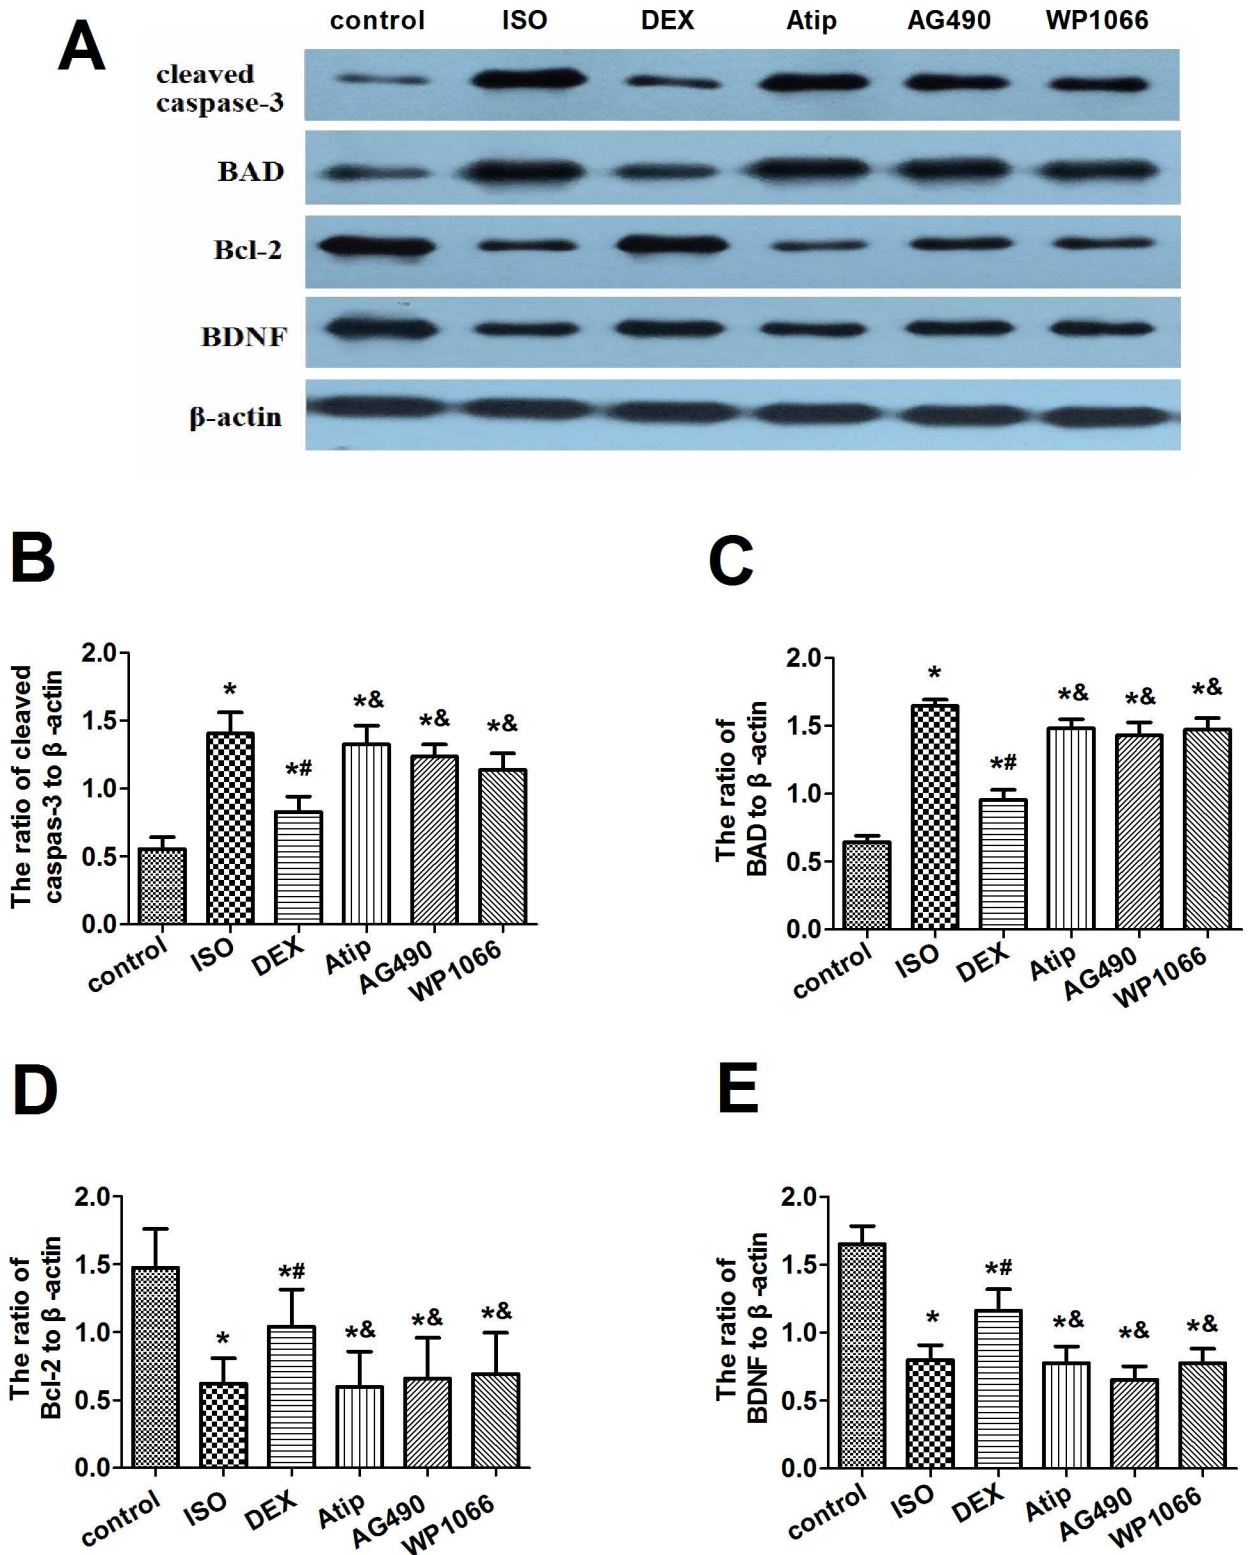 A
control ISO DEX Atip AG490 WP1066
cleaved
caspase-3
BAD
Bcl-2
BDNF
β-actin
B
The ratio of cleaved
caspas-3 to β -actin
2.0
1.5
1.0
0.5
0.0
*
*#
*&
*&
*&
control ISO DEX Atip AG490 WP1066
C
The ratio of
BAD to β -actin
2.0
1.5
1.0
0.5
0.0
*
*#
*&
*&
*&
control ISO DEX Atip AG490 WP1066
D
The ratio of
Bcl-2 to β -actin
2.0
1.5
1.0
0.5
0.0
*
*#
*&
*&
*&
control ISO DEX Atip AG490 WP1066
E
The ratio of
BDNF to β -actin
2.0
1.5
1.0
0.5
0.0
*
*#
*&
*&
*&
control ISO DEX Atip AG490 WP1066